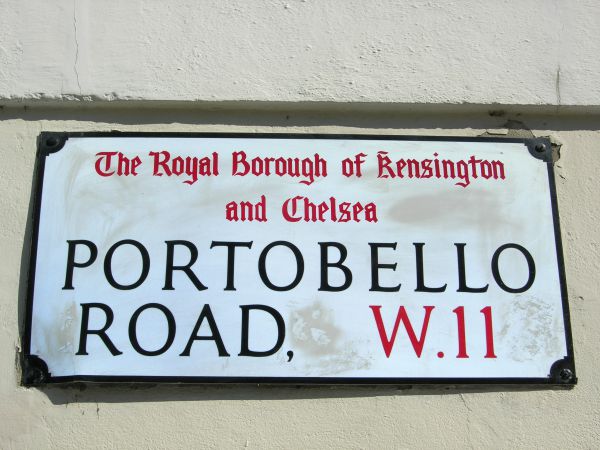 The Royal Borough of Kensington
and Chelsea
PORTOBELLO
ROAD, W.11